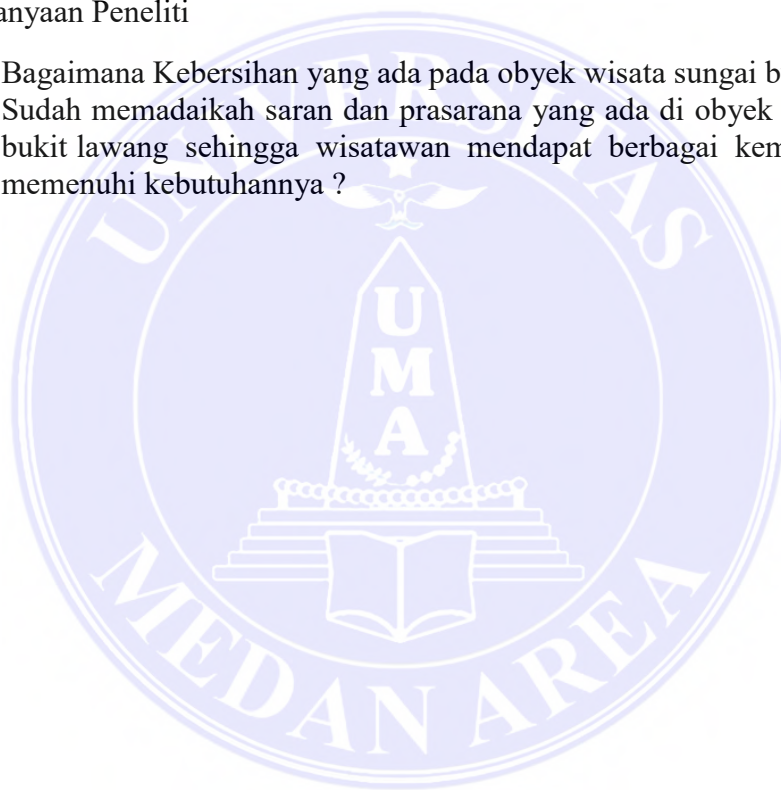 anyaan Peneliti
Bagaimana Kebersihan yang ada pada obyek wisata sungai b
Sudah memadaikah saran dan prasarana yang ada di obyek
bukit lawang sehingga wisatawan mendapat berbagai kem
memenuhi kebutuhannya ?
UNIVERSITAS
UMA
MEDAN AREA